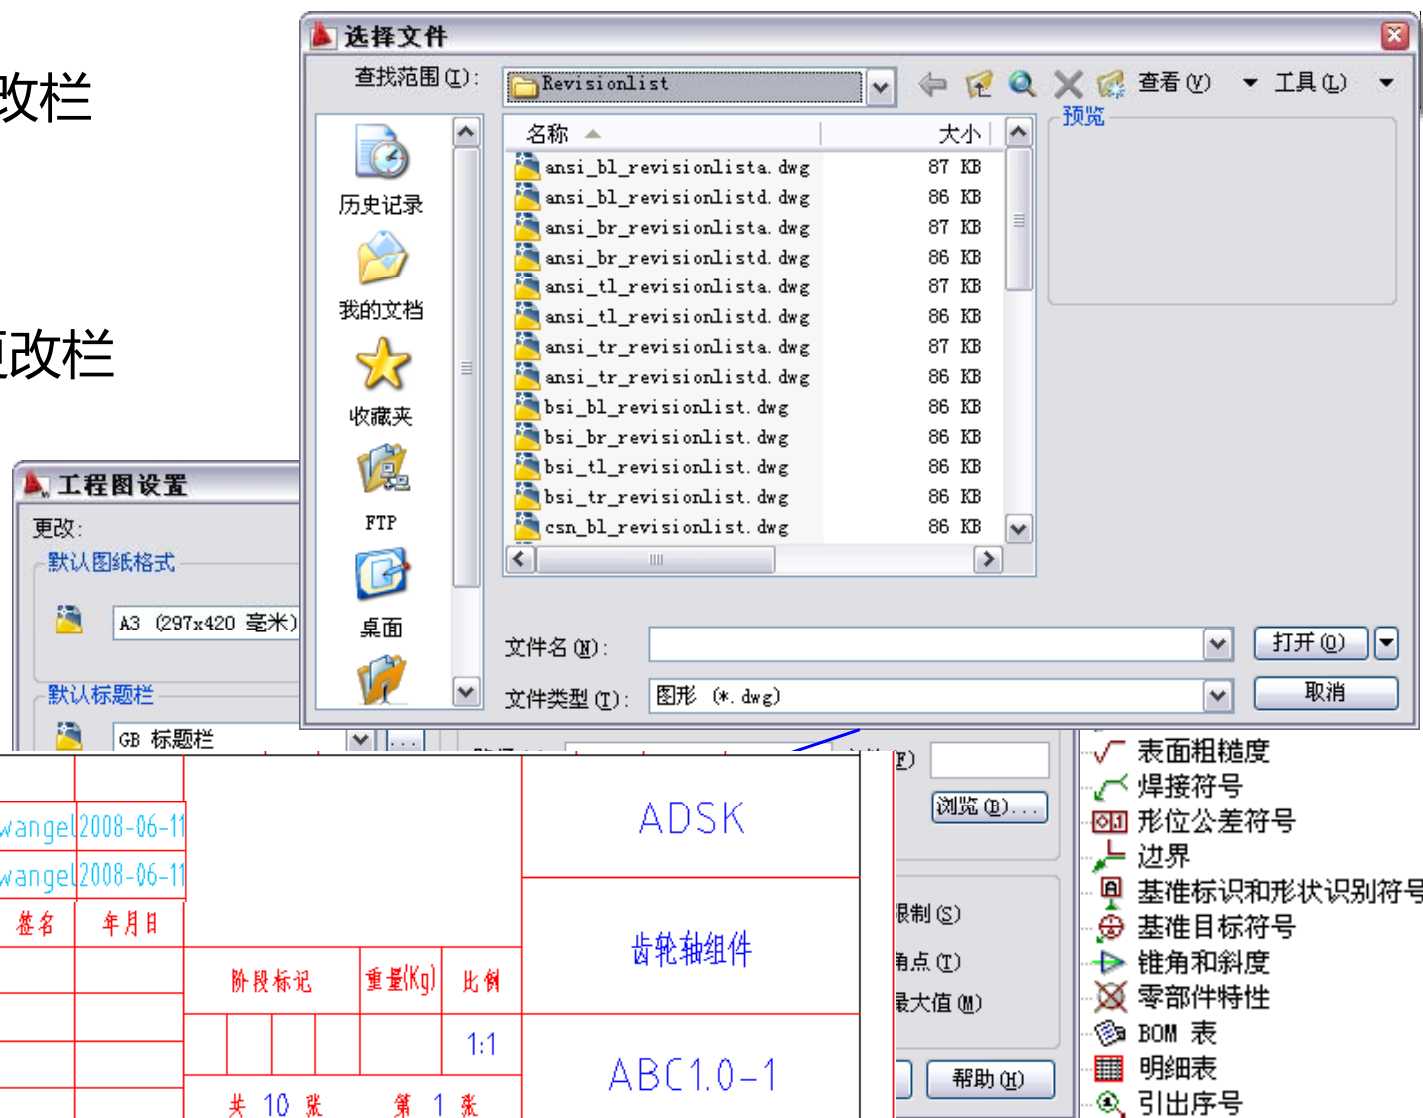 改栏
更改栏
选择文件
查找范围(I):
Revisionlist
查看(V)
工具(L)
历史记录
我的文档
收藏夹
FTP
桌面
名称 大小
ansi_bl_revisionlista.dwg 87 KB
ansi_bl_revisionlistd.dwg 86 KB
ansi_br_revisionlista.dwg 87 KB
ansi_br_revisionlistd.dwg 86 KB
ansi_tl_revisionlista.dwg 87 KB
ansi_tl_revisionlistd.dwg 86 KB
ansi_tr_revisionlista.dwg 87 KB
ansi_tr_revisionlistd.dwg 86 KB
bsi_bl_revisionlist.dwg 86 KB
bsi_br_revisionlist.dwg 86 KB
bsi_tl_revisionlist.dwg 86 KB
bsi_tr_revisionlist.dwg 86 KB
csn_bl_revisionlist.dwg 86 KB
预览
文件名(N):
打开(O)
文件类型(T): 图形 (*.dwg)
取消
工程图设置
更改:
默认图纸格式
A3 (297x420 毫米)
默认标题栏
GB 标题栏
...
(F)
浏览(B)...
限制(S)
角点(T)
最大值(M)
帮助(H)
wangel 2008-06-11
wangel 2008-06-11
签名 年月日
阶段标记 重量(Kg) 比例
1:1
共 10 张 第 1 张
ADSK
齿轮轴组件
ABC1.0-1
表面粗糙度
焊接符号
形位公差符号
边界
基准标识和形状识别符号
基准目标符号
锥角和斜度
零部件特性
BOM 表
明细表
引出序号